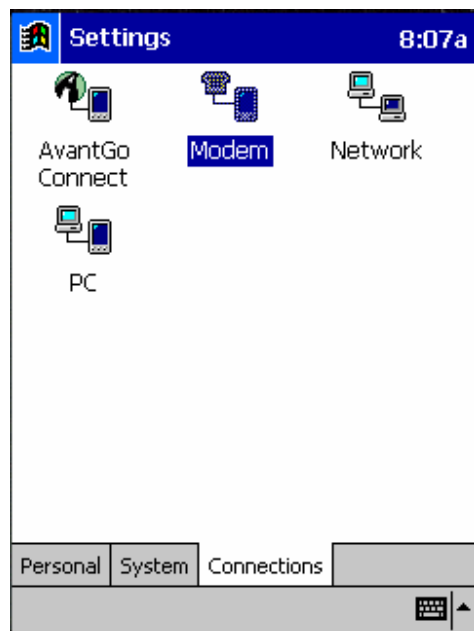 Settings 8:07a
AvantGo Connect
Modem
Network
PC
Personal System Connections